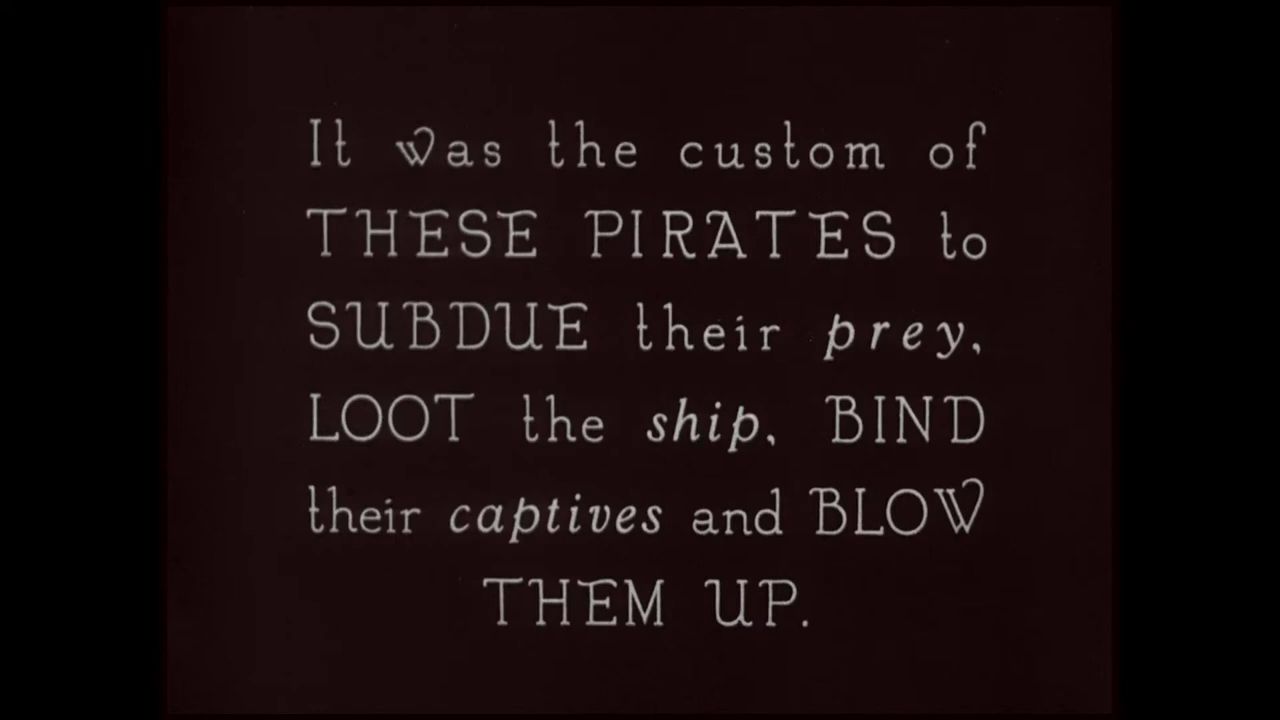 It was the custom of
THESE PIRATES to
SUBDUE their prey,
LOOT the ship, BIND
their captives and BLOW
THEM UP.